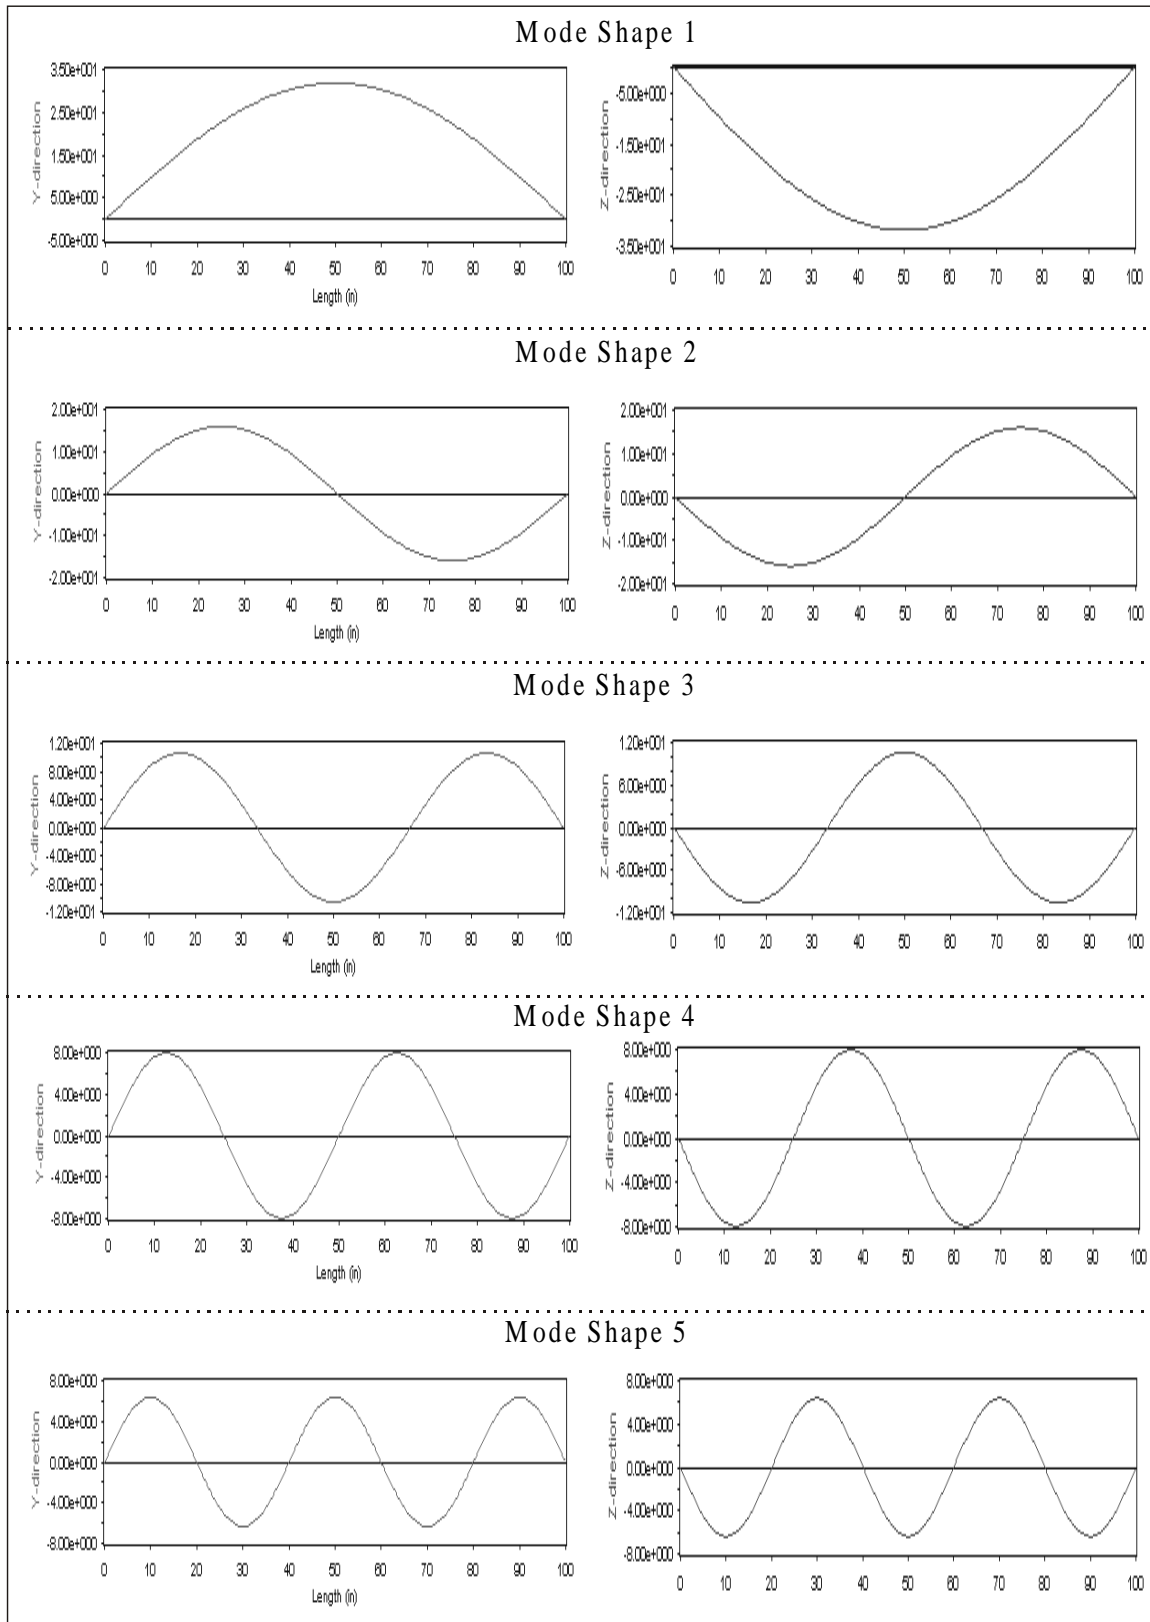 Mode Shape 1
Y-direction
3.50e+001
2.50e+001
1.50e+001
5.00e+000
-5.00e+000
0 10 20 30 40 50 60 70 80 90 100
Length (in)
Z-direction
-5.00e+000
-1.50e+001
-2.50e+001
-3.50e+001
0 10 20 30 40 50 60 70 80 90 100
Mode Shape 2
Y-direction
2.00e+001
1.00e+001
0.00e+000
-1.00e+001
-2.00e+001
0 10 20 30 40 50 60 70 80 90 100
Length (in)
Z-direction
2.00e+001
1.00e+001
0.00e+000
-1.00e+001
-2.00e+001
0 10 20 30 40 50 60 70 80 90 100
Mode Shape 3
Y-direction
1.20e+001
8.00e+000
4.00e+000
0.00e+000
-4.00e+000
-8.00e+000
-1.20e+001
0 10 20 30 40 50 60 70 80 90 100
Length (in)
Z-direction
1.20e+001
6.00e+000
0.00e+000
-6.00e+000
-1.20e+001
0 10 20 30 40 50 60 70 80 90 100
Mode Shape 4
Y-direction
8.00e+000
4.00e+000
0.00e+000
-4.00e+000
-8.00e+000
0 10 20 30 40 50 60 70 80 90 100
Length (in)
Z-direction
8.00e+000
4.00e+000
0.00e+000
-4.00e+000
-8.00e+000
0 10 20 30 40 50 60 70 80 90 100
Mode Shape 5
Y-direction
8.00e+000
4.00e+000
0.00e+000
-4.00e+000
-8.00e+000
0 10 20 30 40 50 60 70 80 90 100
Z-direction
8.00e+000
4.00e+000
0.00e+000
-4.00e+000
-8.00e+000
0 10 20 30 40 50 60 70 80 90 100